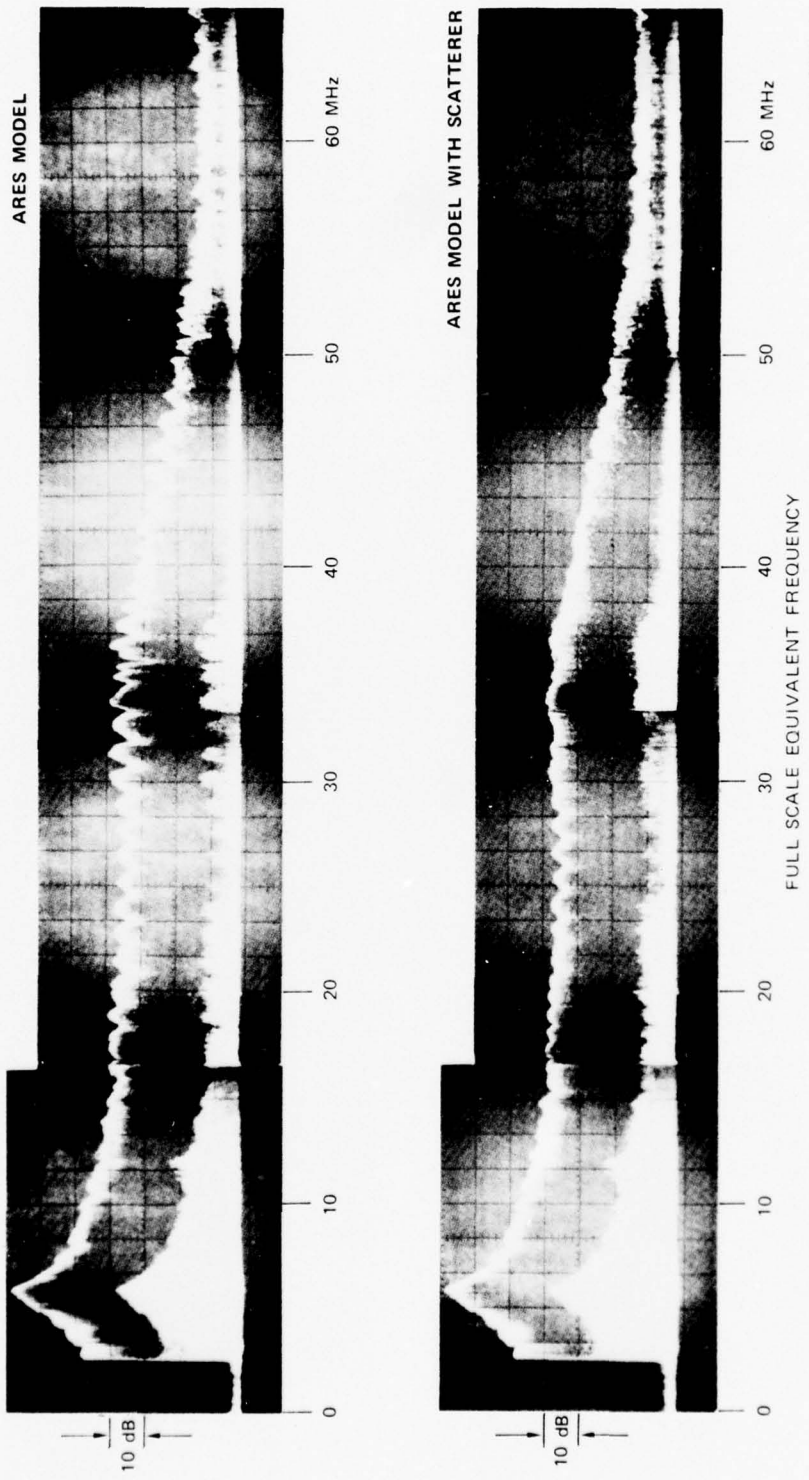 ARES MODEL
10 dB
0
10
20
30
40
50
60 MHz
ARES MODEL WITH SCATTERER
10 dB
0
10
20
30
40
50
60 MHz
FULL SCALE EQUIVALENT FREQUENCY